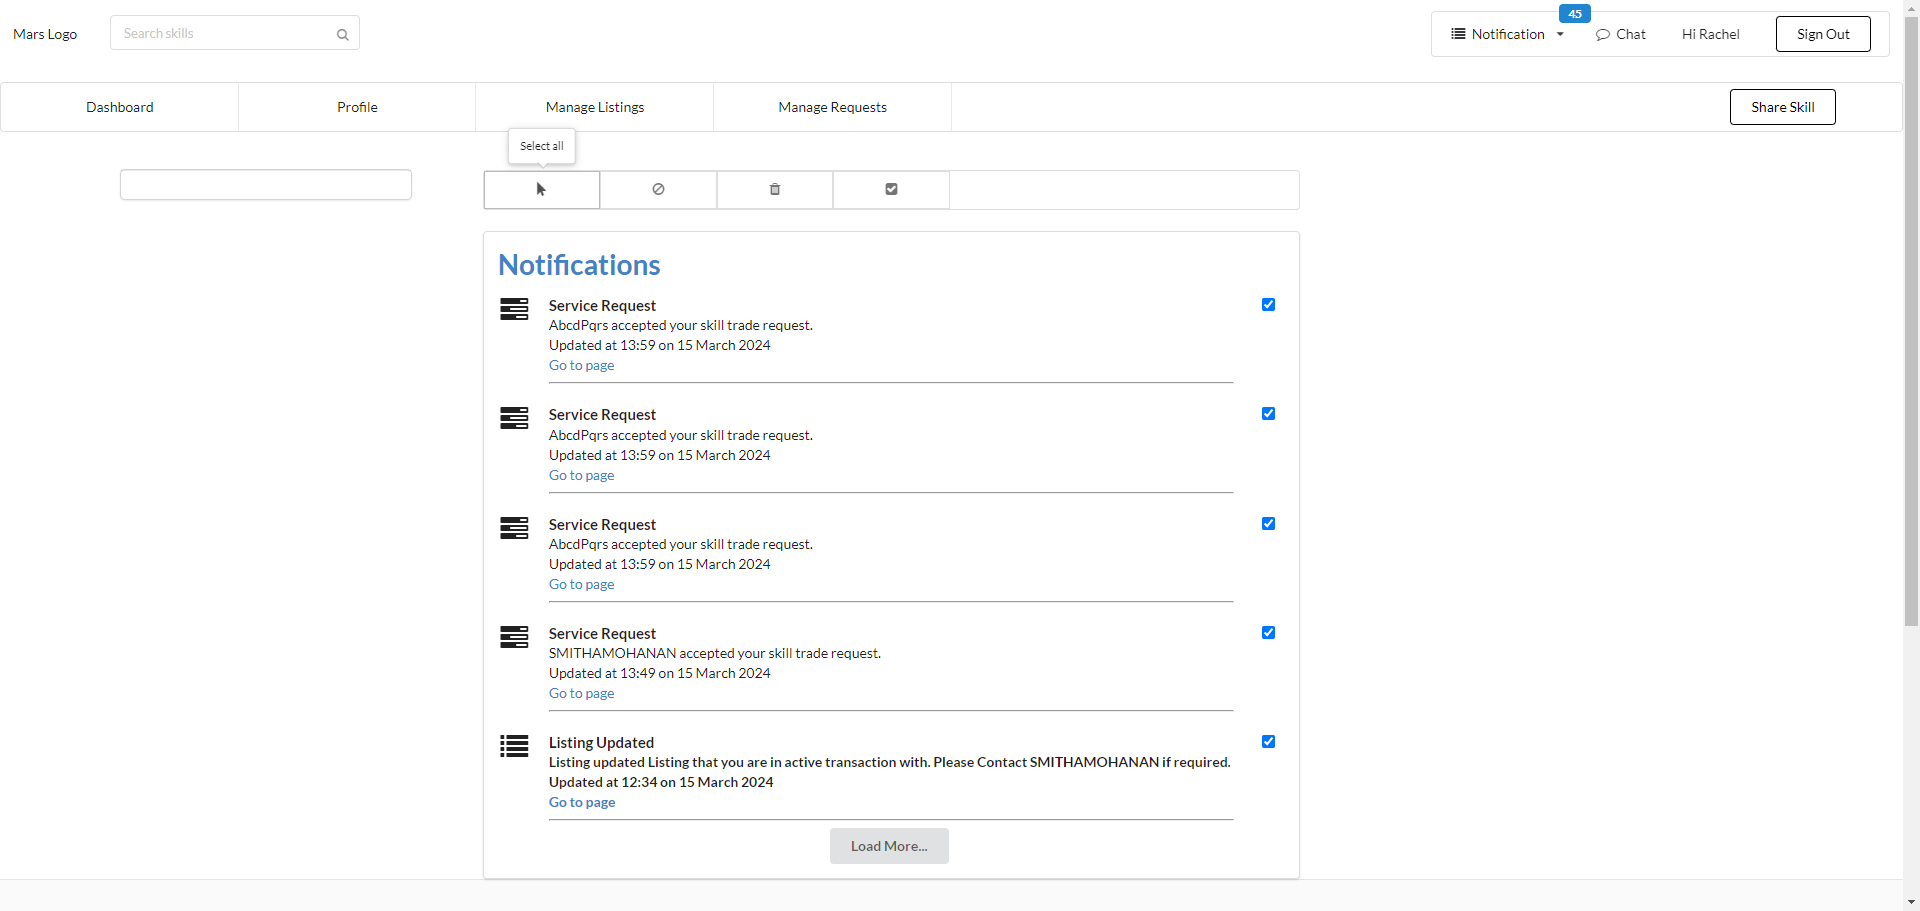 Mars Logo
Search skills
45
Notification
Chat
Hi Rachel
Sign Out
Dashboard
Profile
Manage Listings
Manage Requests
Share Skill
Select all
Notifications
Service Request
AbcdPqrs accepted your skill trade request.
Updated at 13:59 on 15 March 2024
Go to page
Service Request
AbcdPqrs accepted your skill trade request.
Updated at 13:59 on 15 March 2024
Go to page
Service Request
AbcdPqrs accepted your skill trade request.
Updated at 13:59 on 15 March 2024
Go to page
Service Request
SMITHAMOHANAN accepted your skill trade request.
Updated at 13:49 on 15 March 2024
Go to page
Listing Updated
Listing updated Listing that you are in active transaction with. Please Contact SMITHAMOHANAN if required.
Updated at 12:34 on 15 March 2024
Go to page
Load More...